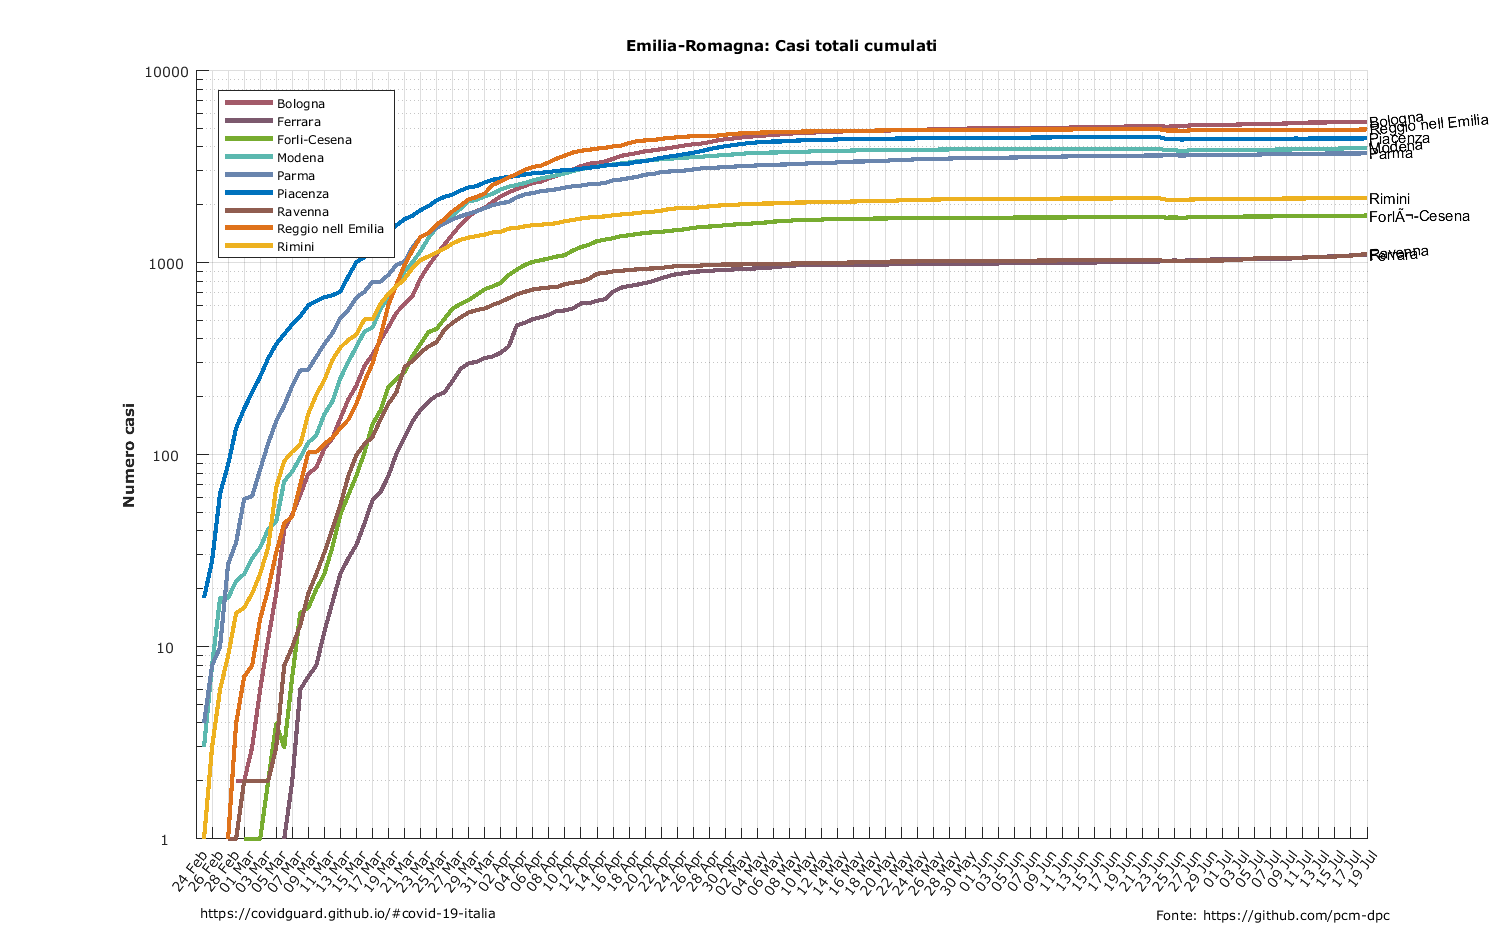 Emilia-Romagna: Casi totali cumulati
10000
1000
100
10
1
Numero casi
Bologna
Ferrara
Forli-Cesena
Modena
Parma
Piacenza
Ravenna
Reggio nell Emilia
Rimini
Bologna
Reggio nell Emilia
Piacenza
Modena
Parma
Rimini
ForlÃ¬-Cesena
Ravenna
Ferrara
24 Feb
26 Feb
28 Feb
01 Mar
03 Mar
05 Mar
07 Mar
09 Mar
11 Mar
13 Mar
15 Mar
17 Mar
19 Mar
21 Mar
23 Mar
25 Mar
27 Mar
29 Mar
31 Mar
02 Apr
04 Apr
06 Apr
08 Apr
10 Apr
12 Apr
14 Apr
16 Apr
18 Apr
20 Apr
22 Apr
24 Apr
26 Apr
28 Apr
30 Apr
02 May
04 May
06 May
08 May
10 May
12 May
14 May
16 May
18 May
20 May
22 May
24 May
26 May
28 May
30 May
01 Jun
03 Jun
05 Jun
07 Jun
09 Jun
11 Jun
13 Jun
15 Jun
17 Jun
19 Jun
21 Jun
23 Jun
25 Jun
27 Jun
29 Jun
01 Jul
03 Jul
05 Jul
07 Jul
09 Jul
11 Jul
13 Jul
15 Jul
17 Jul
19 Jul
https://covidguard.github.io/#covid-19-italia
Fonte: https://github.com/pcm-dpc